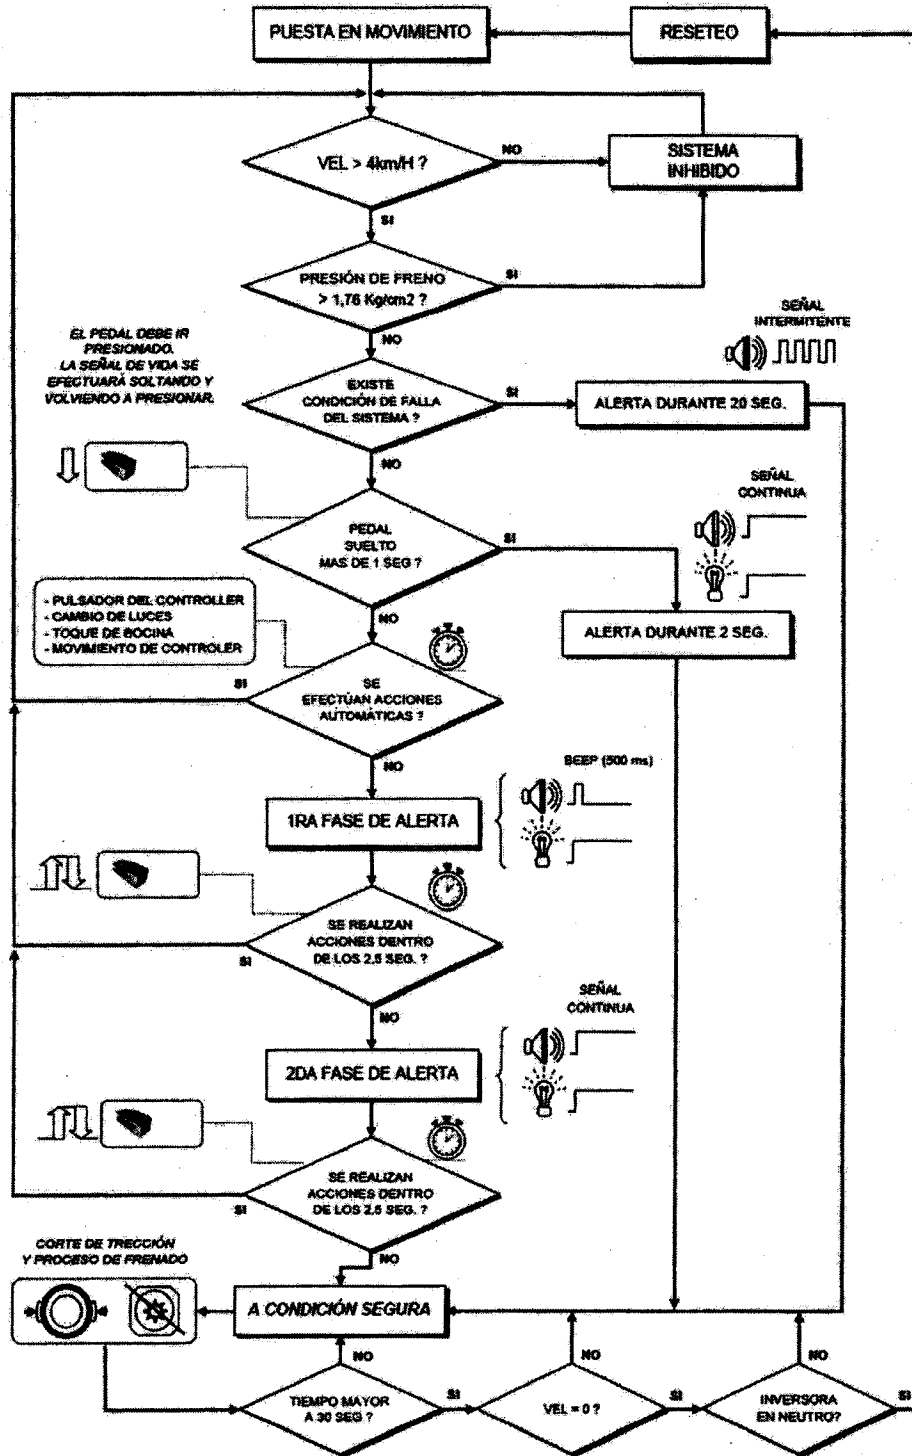 PUESTA EN MOVIMIENTO
RESETEO
VEL > 4km/H ?
NO
SISTEMA
INHIBIDO
SI
PRESIÓN DE FRENO
> 1,76 Kg/cm2 ?
SI
NO
SEÑAL
INTERMITENTE
EL PEDAL DEBE IR
PRESIONADO.
LA SEÑAL DE VIDA SE
EFECTUARÁ SOLTANDO Y
VOLVIENDO A PRESIONAR.
EXISTE
CONDICIÓN DE FALLA
DEL SISTEMA ?
SI
ALERTA DURANTE 20 SEG.
NO
SEÑAL
CONTINUA
PEDAL
SUELTO
MAS DE 1 SEG ?
SI
NO
ALERTA DURANTE 2 SEG.
- PULSADOR DEL CONTROLLER
- CAMBIO DE LUCES
- TOQUE DE BOCINA
- MOVIMIENTO DE CONTROLER
SI
SE
EFECTÚAN ACCIONES
AUTOMÁTICAS ?
NO
BEEP (500 ms)
1RA FASE DE ALERTA
SE REALIZAN
ACCIONES DENTRO
DE LOS 2,5 SEG. ?
SI
NO
SEÑAL
CONTINUA
2DA FASE DE ALERTA
SE REALIZAN
ACCIONES DENTRO
DE LOS 2,5 SEG. ?
SI
NO
CORTE DE TRECCIÓN
Y PROCESO DE FRENADO
A CONDICIÓN SEGURA
NO
NO
NO
TIEMPO MAYOR
A 30 SEG ?
SI
VEL = 0 ?
SI
INVERSORA
EN NEUTRO?
SI